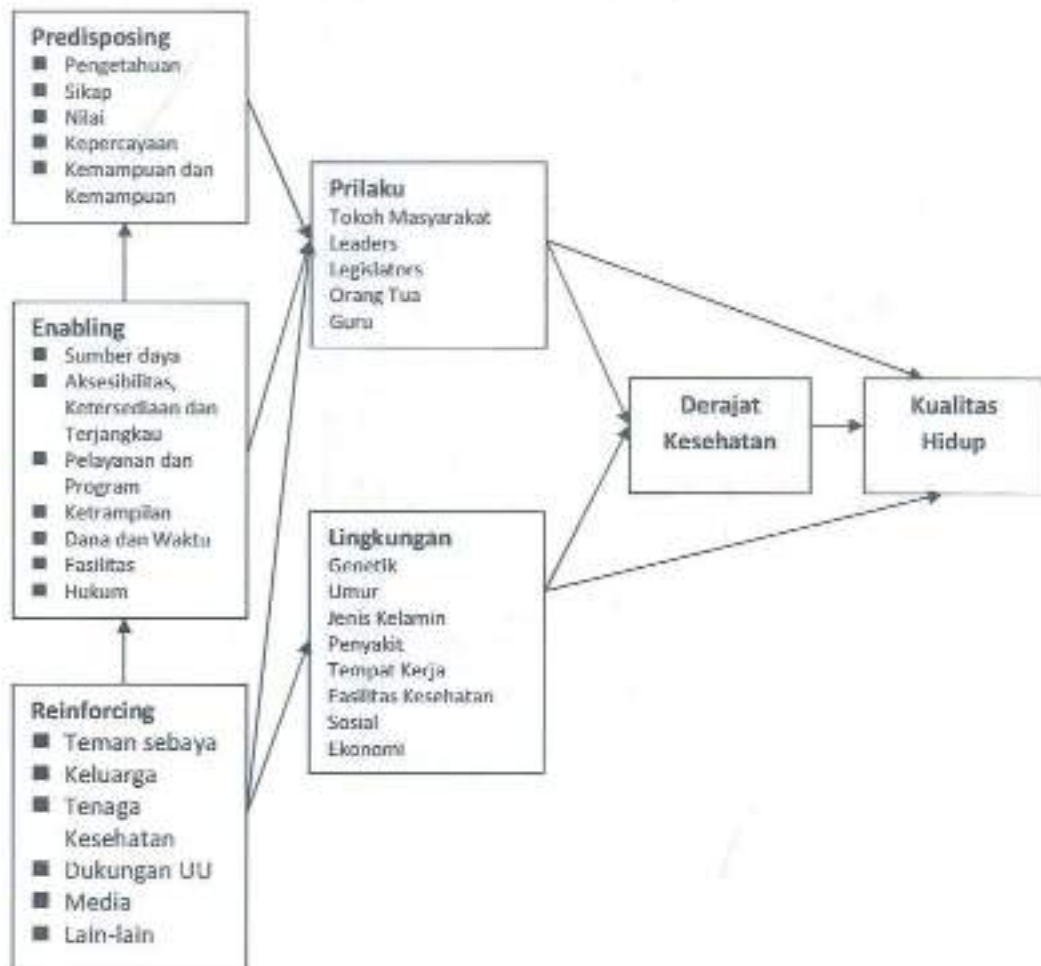 Predisposing
■ Pengetahuan
■ Sikap
■ Nilai
■ Kepercayaan
■ Kemampuan dan
Kemampuan
Enabling
■ Sumber daya
■ Aksesibilitas,
Ketersediaan dan
Terjangkau
■ Pelayanan dan
Program
■ Ketrampilan
■ Dana dan Waktu
■ Fasilitas
■ Hukum
Reinforcing
■ Teman sebaya
■ Keluarga
■ Tenaga
Kesehatan
■ Dukungan UU
■ Media
■ Lain-lain
Prilaku
Tokoh Masyarakat
Leaders
Legislators
Orang Tua
Guru
Lingkungan
Genetik
Umur
Jenis Kelamin
Penyakit
Tempat Kerja
Fasilitas Kesehatan
Sosial
Ekonomi
Derajat
Kesehatan
Kualitas
Hidup